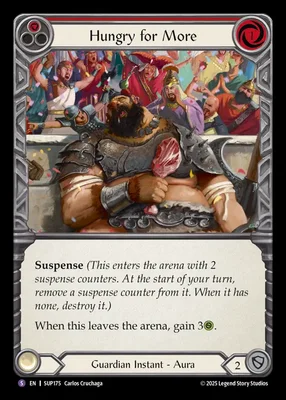 Hungry for More
Suspense (This enters the arena with 2
suspense counters. At the start of your turn,
remove a suspense counter from it. When it has
none, destroy it.)
When this leaves the arena, gain 3.
Guardian Instant - Aura
2
S EN | SUP175 Carlos Cruchaga
© 2025 Legend Story Studios